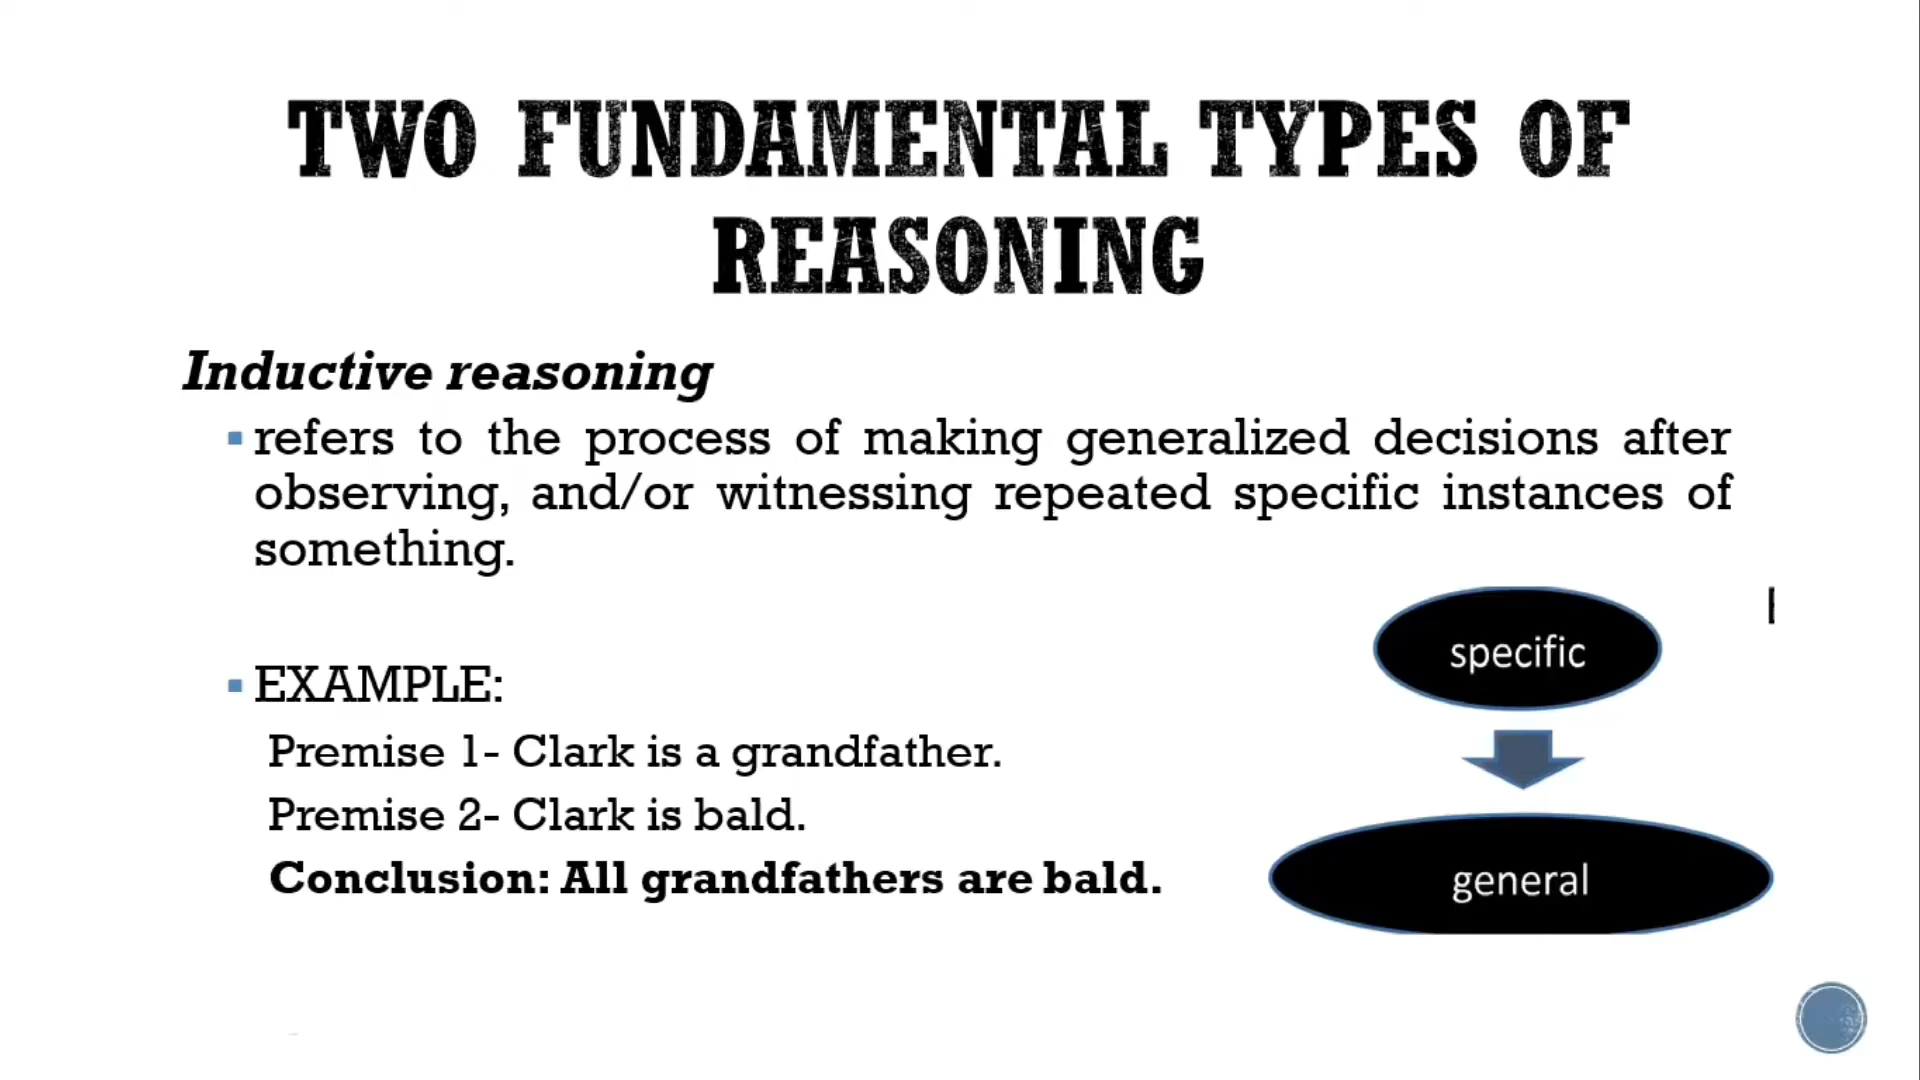 TWO FUNDAMENTAL TYPES OF
REASONING
Inductive reasoning
▪ refers to the process of making generalized decisions after
observing, and/or witnessing repeated specific instances of
something.
▪ EXAMPLE:
Premise 1- Clark is a grandfather.
Premise 2- Clark is bald.
Conclusion: All grandfathers are bald.
specific
general